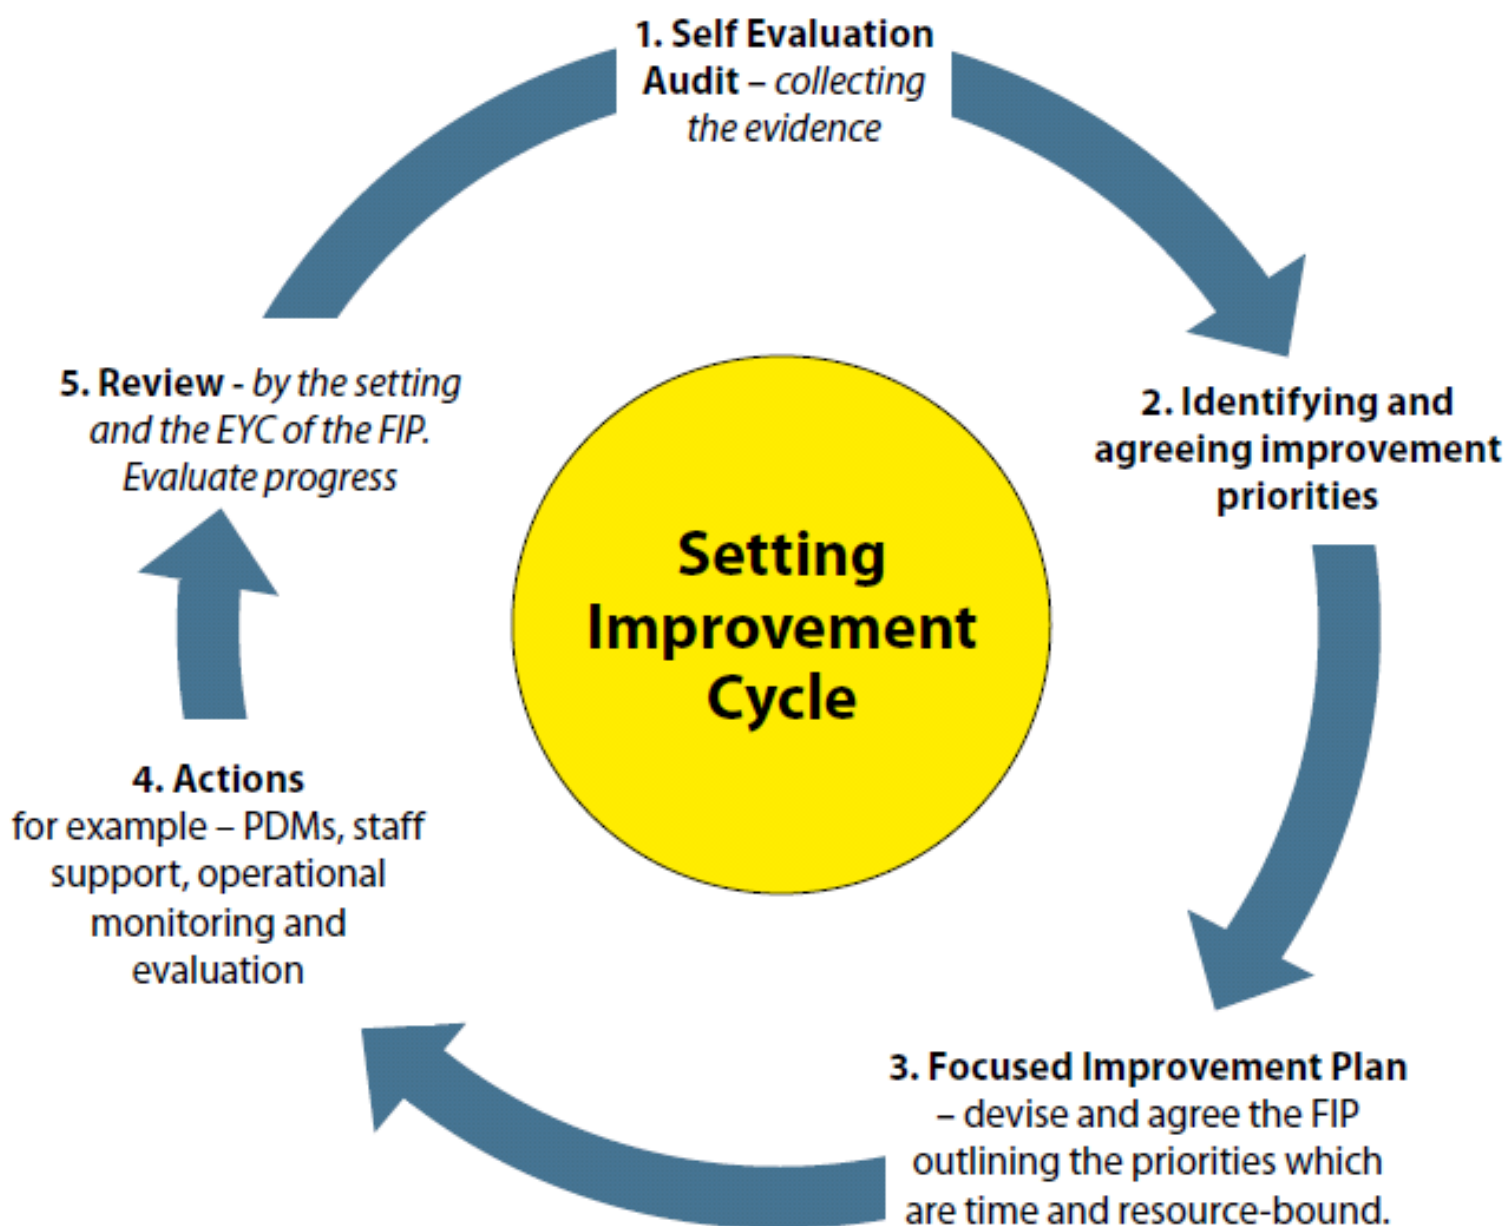 1. Self Evaluation
Audit – collecting
the evidence
2. Identifying and
agreeing improvement
priorities
3. Focused Improvement Plan
– devise and agree the FIP
outlining the priorities which
are time and resource-bound.
4. Actions
for example – PDMs, staff
support, operational
monitoring and
evaluation
5. Review - by the setting
and the EYC of the FIP.
Evaluate progress
Setting
Improvement
Cycle